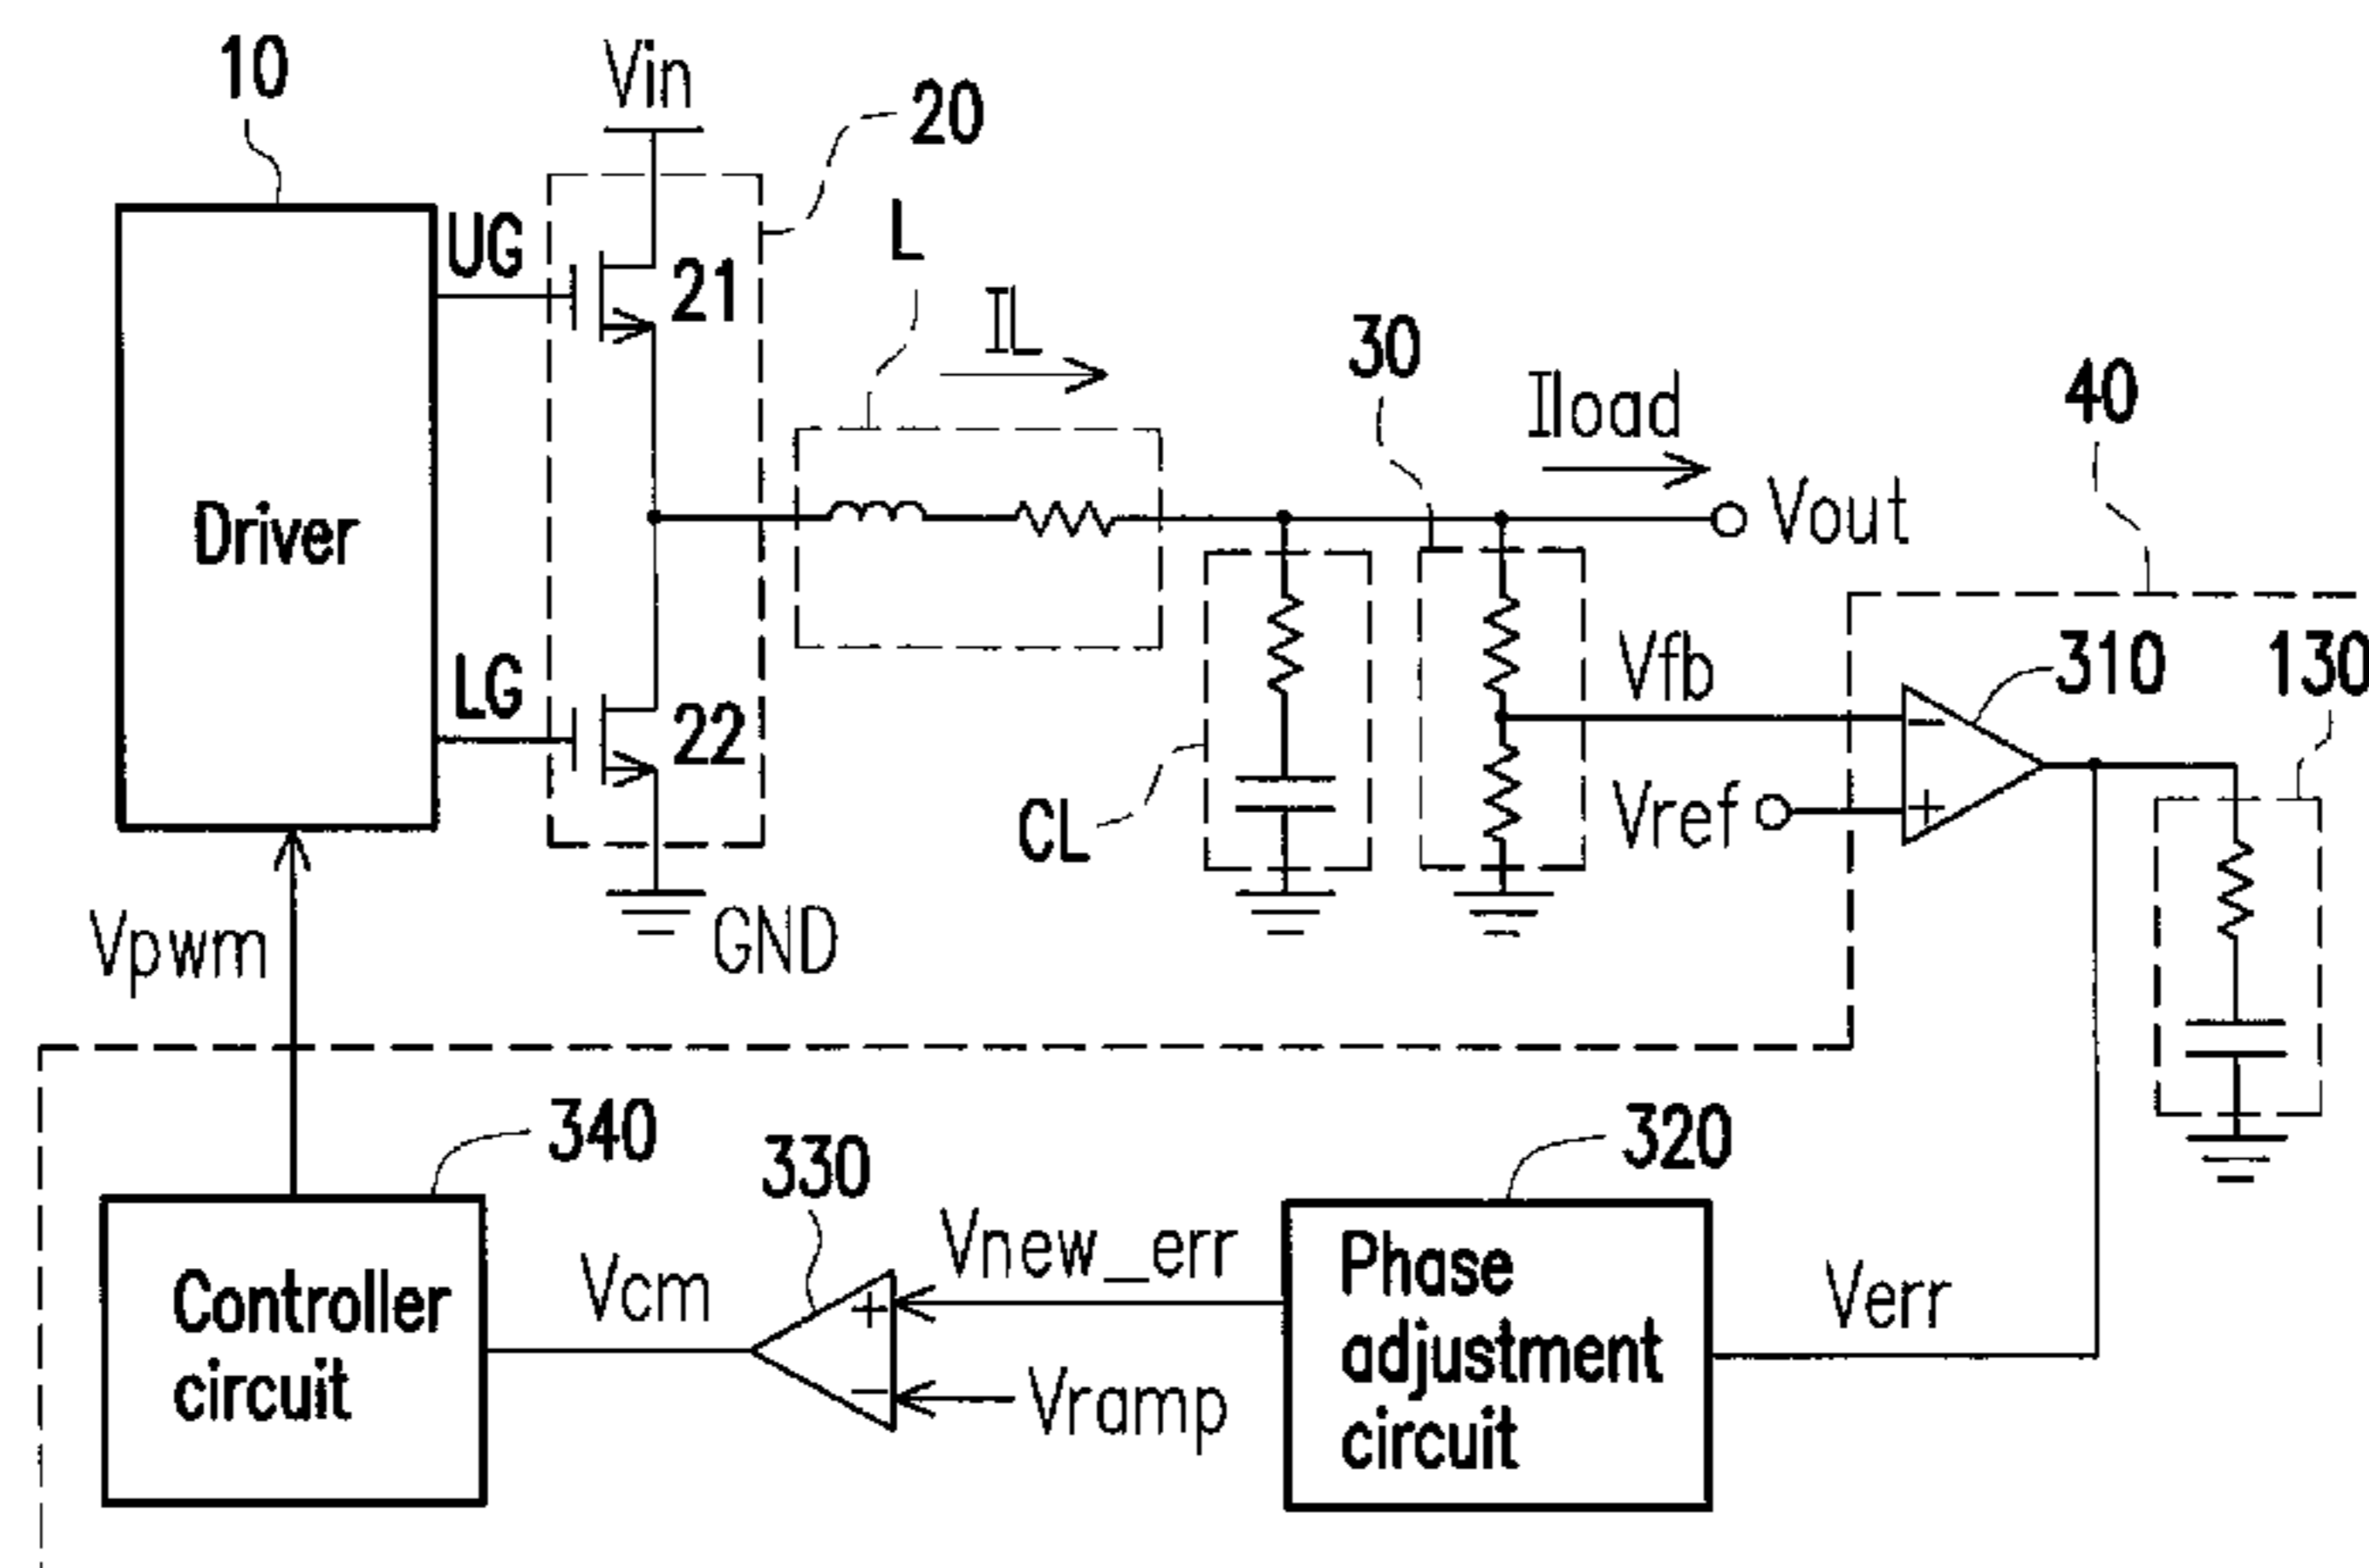 10
Vin
20
UG
21
L
IL
30
Iload
40
Driver
Vout
LG
22
Vfb
310
130
CL
Vref
−
+
Vpwm
GND
340
330
320
Controller
circuit
Vcm
+
−
Vnew_err
Vramp
Phase
adjustment
circuit
Verr